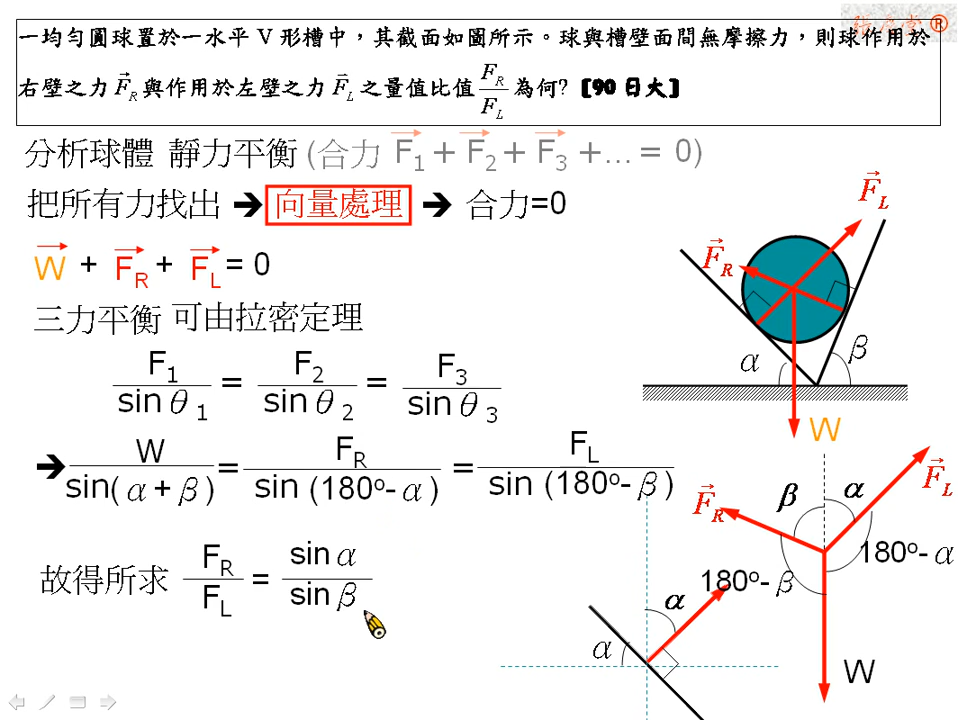 一均勻圓球置於一水平 V 形槽中，其截面如圖所示。球與槽壁面間無摩擦力，則球作用於
右壁之力 F⃗_R 與作用於左壁之力 F⃗_L 之量值比值 F_R/F_L 為何? [90 日大]
分析球體 靜力平衡 (合力 F⃗₁ + F⃗₂ + F⃗₃ +... = 0)
把所有力找出 ➔ 向量處理 ➔ 合力=0
W⃗ + F⃗_R + F⃗_L = 0
三力平衡 可由拉密定理
F₁/sinθ₁ = F₂/sinθ₂ = F₃/sinθ₃
➔ W/sin(α+β) = F_R/sin(180°-α) = F_L/sin(180°-β)
故得所求 F_R/F_L = sinα/sinβ
F⃗_L
F⃗_R
α
β
W
F⃗_R
β
α
F⃗_L
180°-α
180°-β
W
α
α